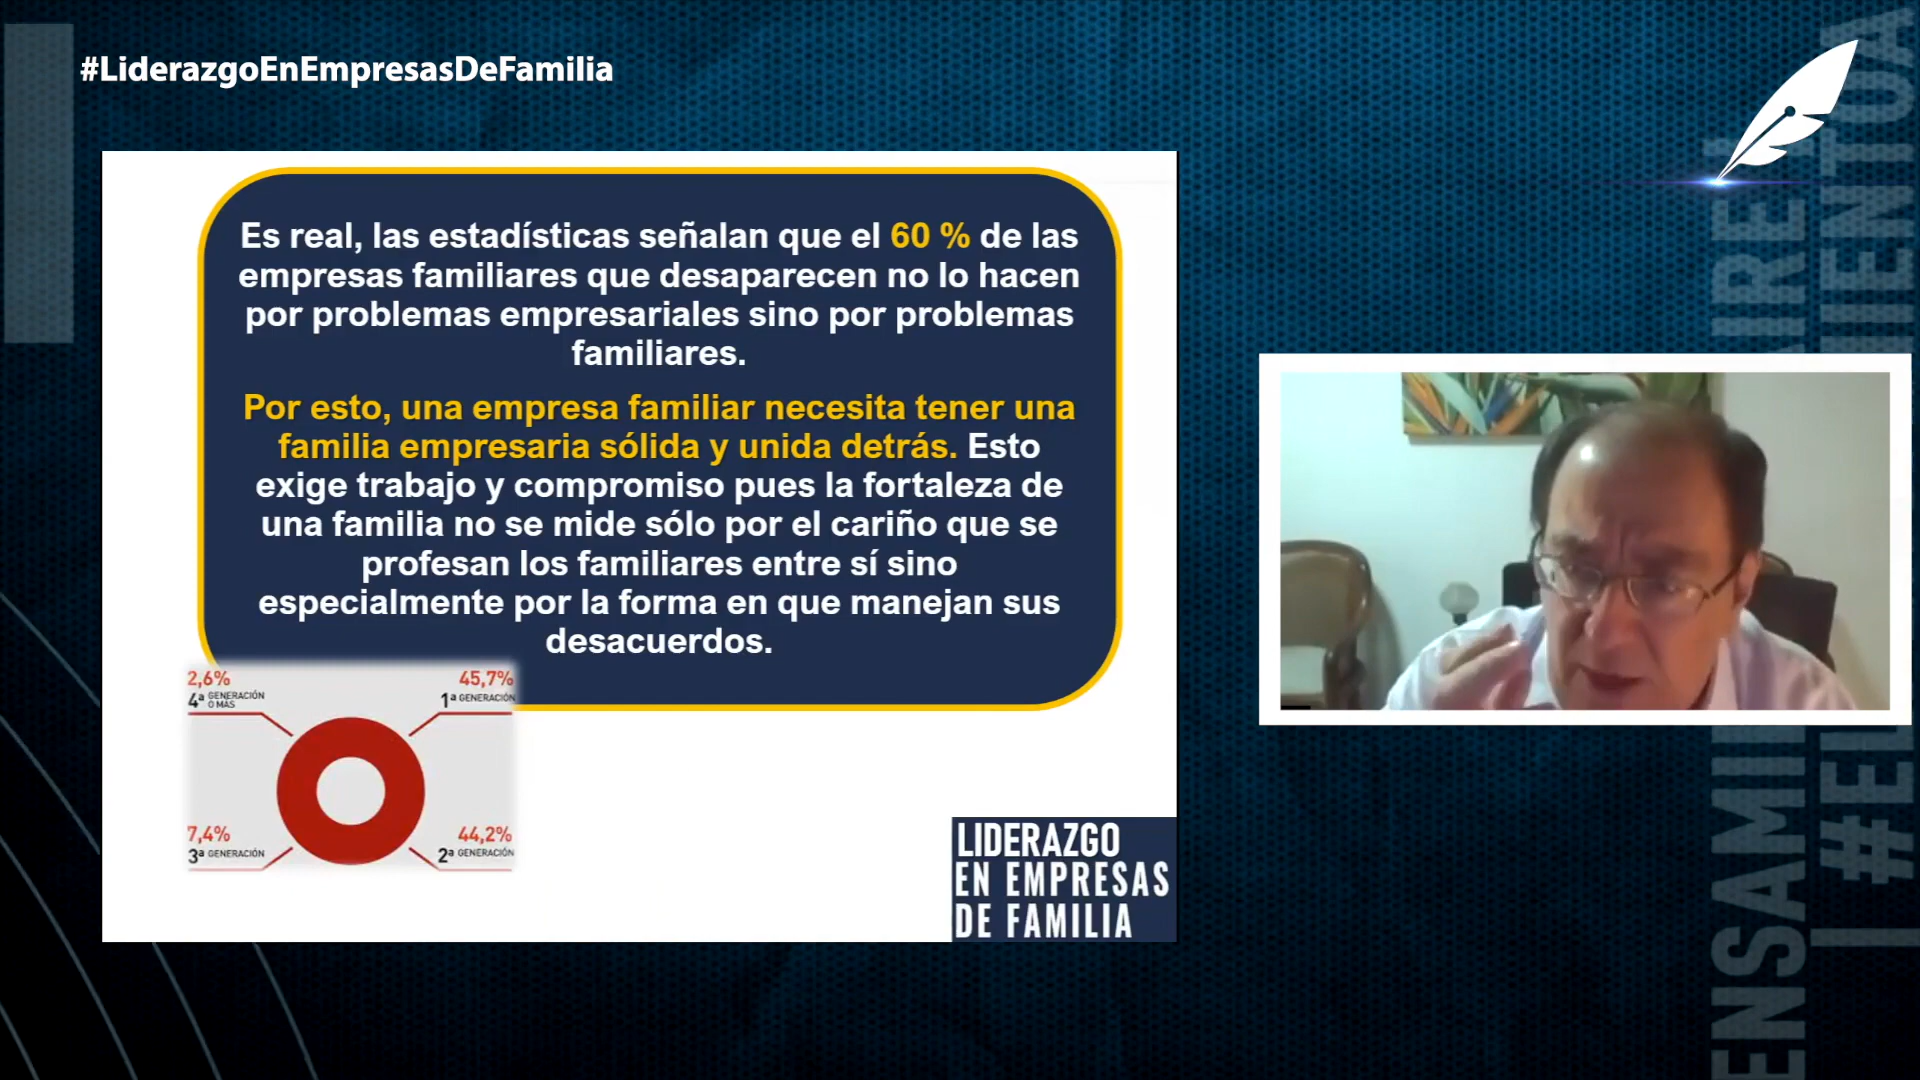 #LiderazgoEnEmpresasDeFamilia
Es real, las estadísticas señalan que el 60 % de las
empresas familiares que desaparecen no lo hacen
por problemas empresariales sino por problemas
familiares.
Por esto, una empresa familiar necesita tener una
familia empresaria sólida y unida detrás. Esto
exige trabajo y compromiso pues la fortaleza de
una familia no se mide sólo por el cariño que se
profesan los familiares entre sí sino
especialmente por la forma en que manejan sus
desacuerdos.
2,6%
4ª GENERACIÓN
O MÁS
45,7%
1ª GENERACIÓN
7,4%
3ª GENERACIÓN
44,2%
2ª GENERACIÓN
LIDERAZGO
EN EMPRESAS
DE FAMILIA